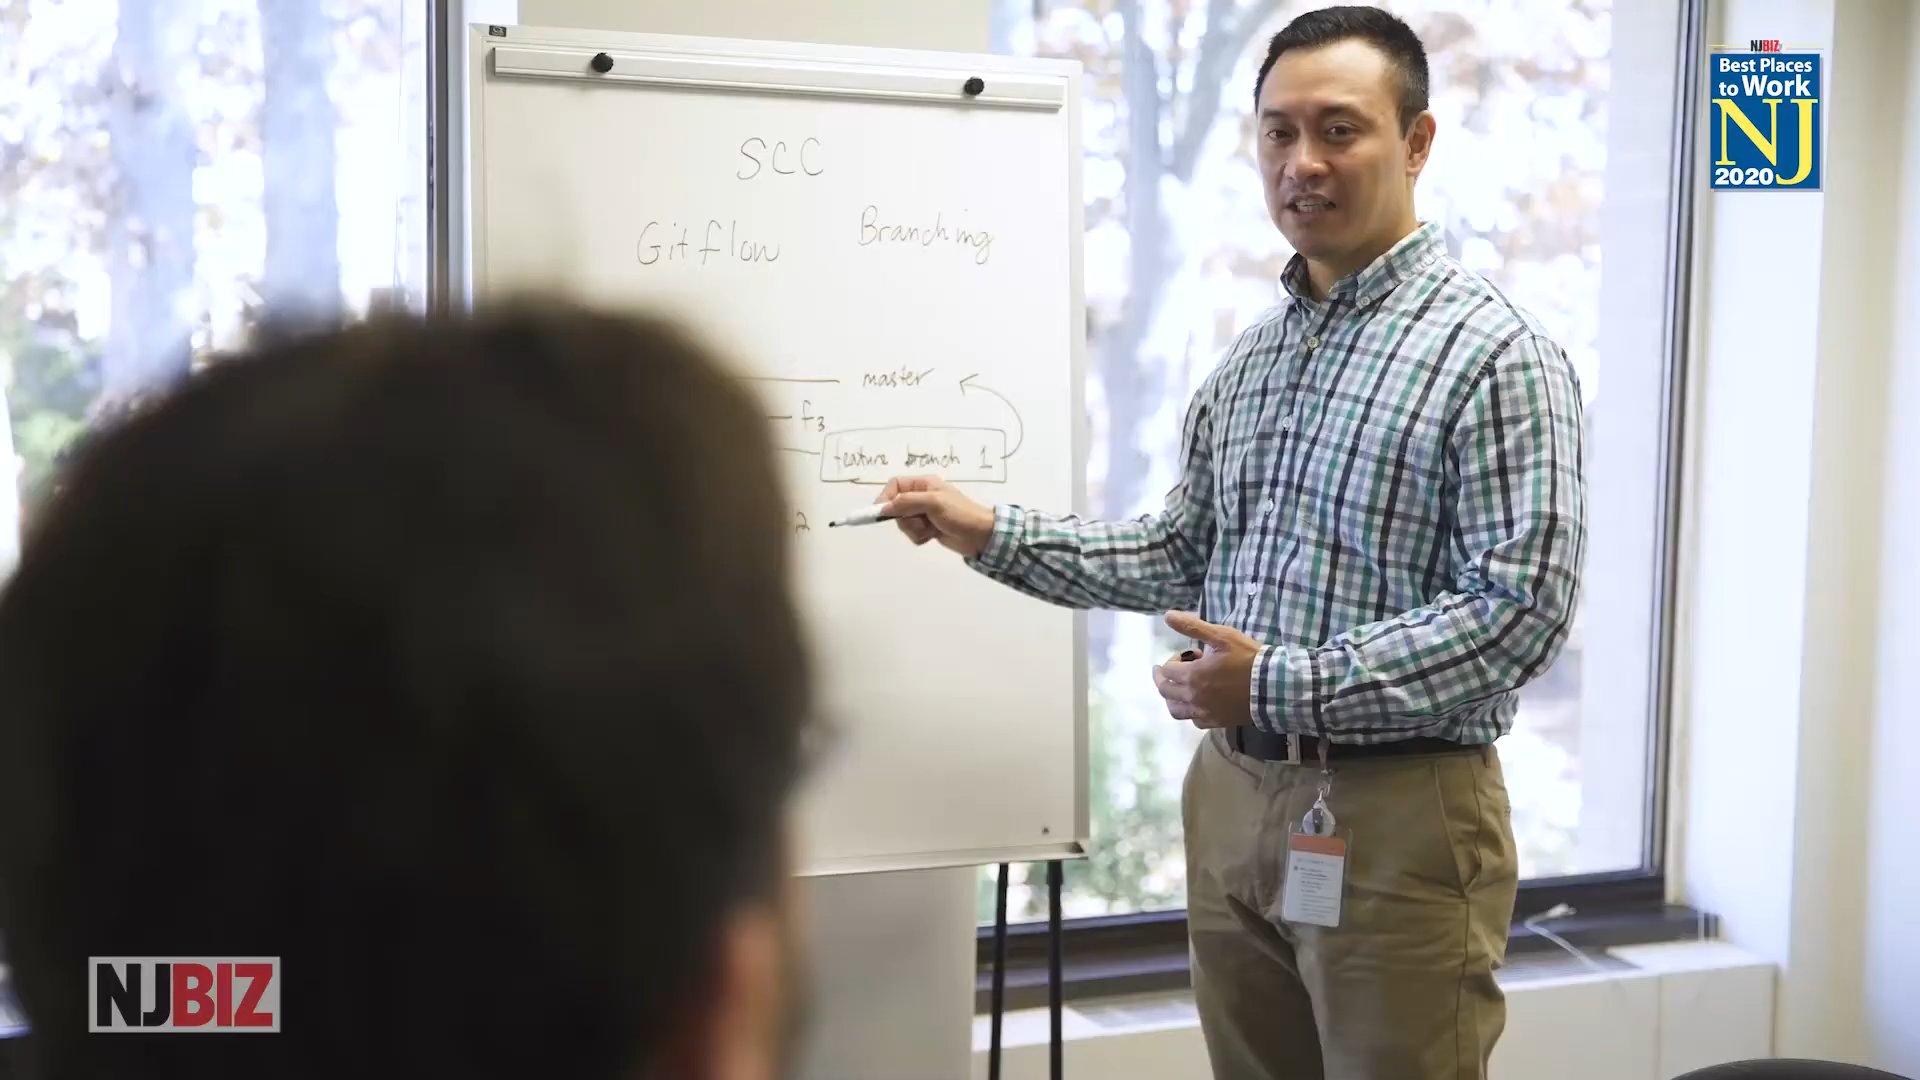 NJBIZ
Best Places
to Work
NJ
2020
SCC
Gitflow Branching
master
f3
feature branch 1
2
NJBIZ